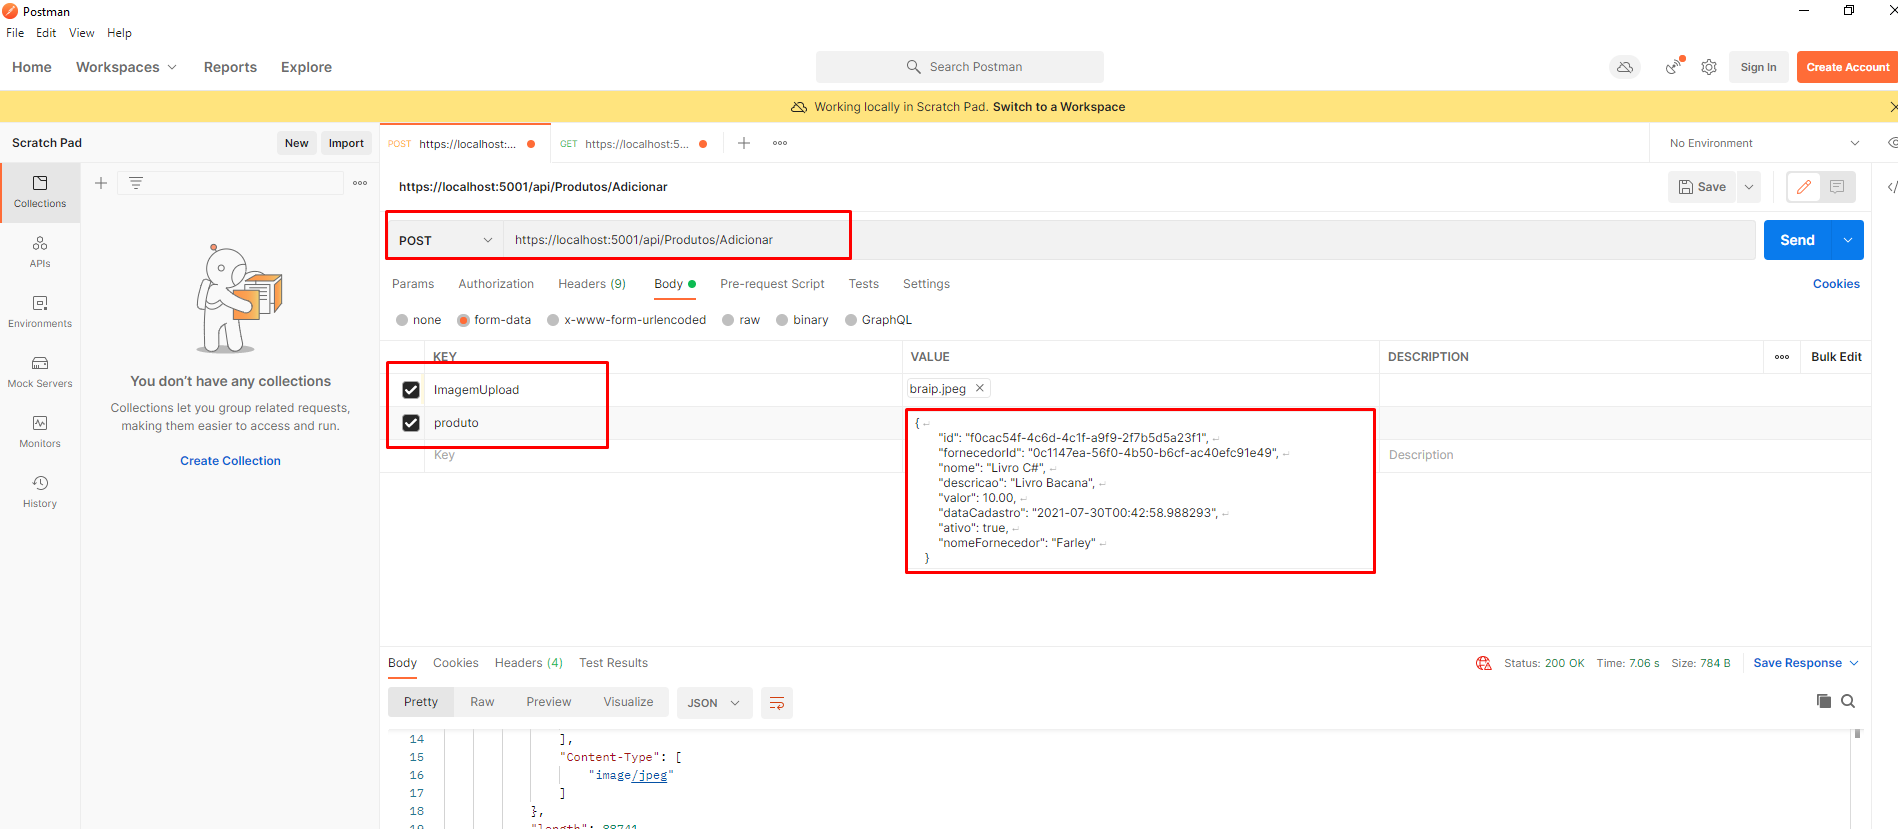 Postman
File Edit View Help
Home Workspaces Reports Explore Search Postman Sign In Create Account
Working locally in Scratch Pad. Switch to a Workspace
Scratch Pad New Import POST https://localhost:... GET https://localhost:5... No Environment
https://localhost:5001/api/Produtos/Adicionar Save
Collections
APIs
Environments
Mock Servers
Monitors
History
You don't have any collections
Collections let you group related requests,
making them easier to access and run.
Create Collection
POST https://localhost:5001/api/Produtos/Adicionar Send
Params Authorization Headers (9) Body Pre-request Script Tests Settings Cookies
none form-data x-www-form-urlencoded raw binary GraphQL
KEY VALUE DESCRIPTION Bulk Edit
ImagemUpload braip.jpeg
produto
{
"id": "f0cac54f-4c6d-4c1f-a9f9-2f7b5d5a23f1",
"fornecedorId": "0c1147ea-56f0-4b50-b6cf-ac40efc91e49",
"nome": "Livro C#",
"descricao": "Livro Bacana",
"valor": 10.00,
"dataCadastro": "2021-07-30T00:42:58.988293",
"ativo": true,
"nomeFornecedor": "Farley"
}
Key Description
Body Cookies Headers (4) Test Results Status: 200 OK Time: 7.06 s Size: 784 B Save Response
Pretty Raw Preview Visualize JSON
14 ],
15 "Content-Type": [
16 "image/jpeg"
17 ]
18 },
19 "length": 88741